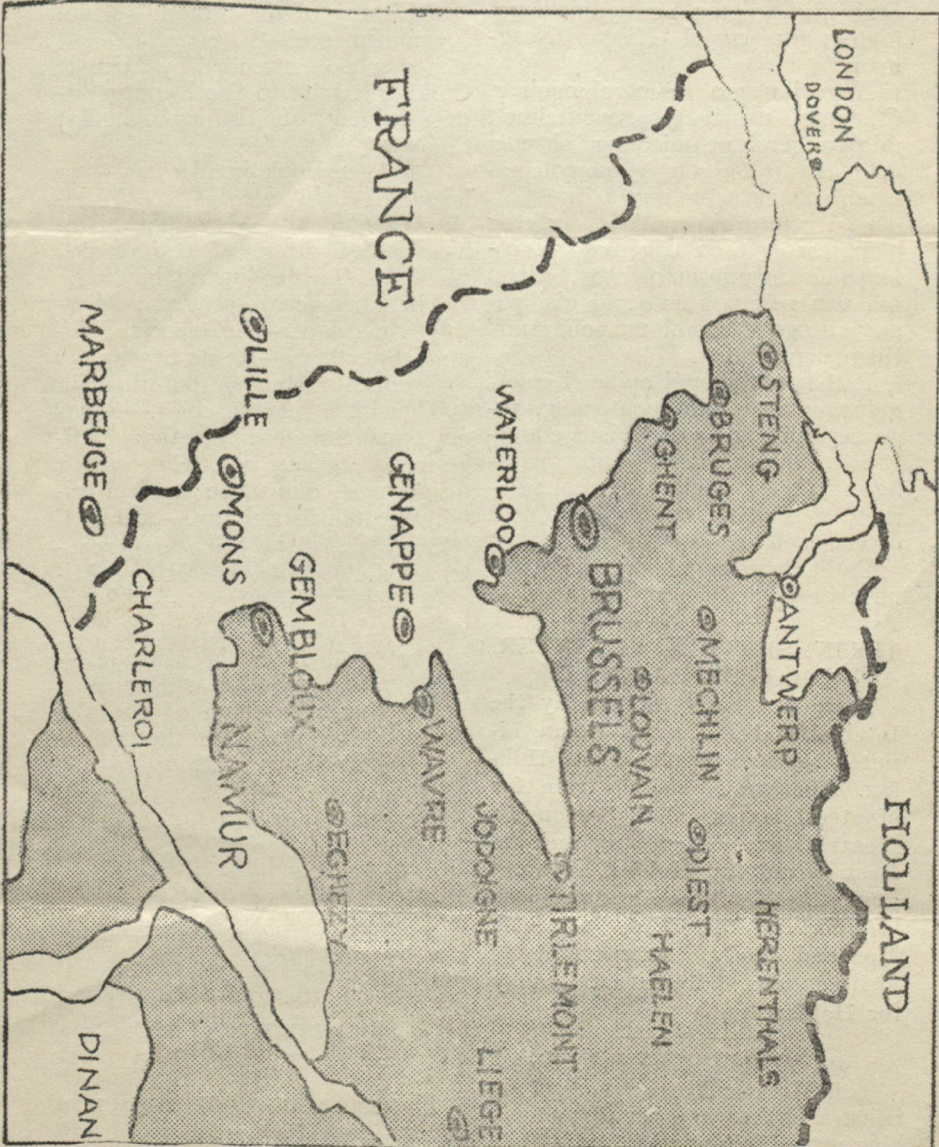 LONDON
DOVER
HOLLAND
STENG
ANTWERP
HERENTHALS
BRUGES
MECHLIN
DIEST
GHENT
LOUVAIN
HAELEN
BRUSSELS
TIRLEMONT
WATERLOO
JODOGNE
LIEGE
WAVRE
FRANCE
GENAPPE
EGHEZY
GEMBLOUX
LILLE
MONS
NAMUR
CHARLEROI
MARBEUGE
DINAN